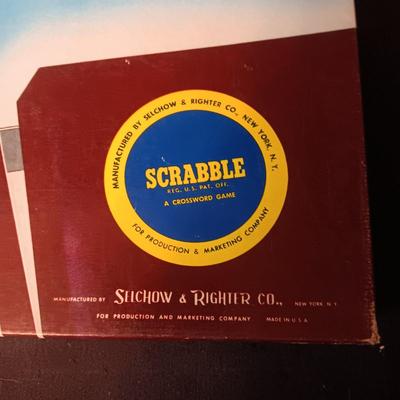 MANUFACTURED BY SELCHOW & RIGHTER CO., NEW YORK, N.Y.
SCRABBLE
REG. U.S. PAT. OFF.
A CROSSWORD GAME
FOR PRODUCTION & MARKETING COMPANY
MANUFACTURED BY SELCHOW & RIGHTER CO., NEW YORK, N.Y.
FOR PRODUCTION AND MARKETING COMPANY MADE IN U.S.A.